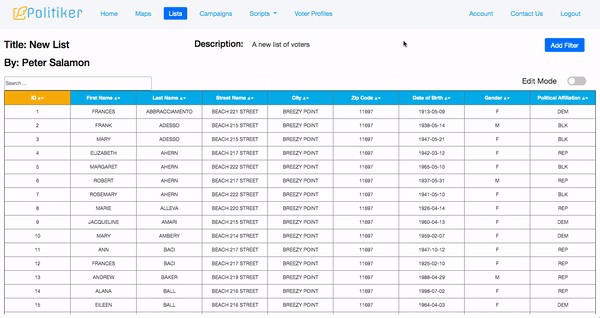 Politiker Home Maps Lists Campaigns Scripts Voter Profiles Account Contact Us Logout
Title: New List Description: A new list of voters Add Filter
By: Peter Salamon
Search ... Edit Mode
ID First Name Last Name Street Name City Zip Code Date of Birth Gender Political Affiliation
1 FRANCES ABBRACCIAMENTO BEACH 221 STREET BREEZY POINT 11697 1913-05-09 F DEM
2 FRANK ADESSO BEACH 215 STREET BREEZY POINT 11697 1938-05-14 M BLK
3 MARY ADESSO BEACH 215 STREET BREEZY POINT 11697 1947-05-21 F BLK
4 ELIZABETH AHERN BEACH 217 STREET BREEZY POINT 11697 1942-03-12 F REP
5 MARGARET AHERN BEACH 222 STREET BREEZY POINT 11697 1965-05-10 F BLK
6 ROBERT AHERN BEACH 217 STREET BREEZY POINT 11697 1937-05-31 M REP
7 ROSEMARY AHERN BEACH 222 STREET BREEZY POINT 11697 1941-05-10 F BLK
8 MARIE ALLEVA BEACH 220 STREET BREEZY POINT 11697 1926-04-14 F REP
9 JACQUELINE AMARI BEACH 215 STREET BREEZY POINT 11697 1960-04-13 F DEM
10 MARY AMBERY BEACH 214 STREET BREEZY POINT 11697 1959-02-07 F DEM
11 ANN BACI BEACH 217 STREET BREEZY POINT 11697 1947-10-12 F REP
12 FRANCES BACI BEACH 217 STREET BREEZY POINT 11697 1925-02-10 F REP
13 ANDREW BAKER BEACH 219 STREET BREEZY POINT 11697 1988-04-29 M REP
14 ALANA BALL BEACH 216 STREET BREEZY POINT 11697 1998-07-02 F REP
15 EILEEN BALL BEACH 216 STREET BREEZY POINT 11697 1964-04-03 F DEM